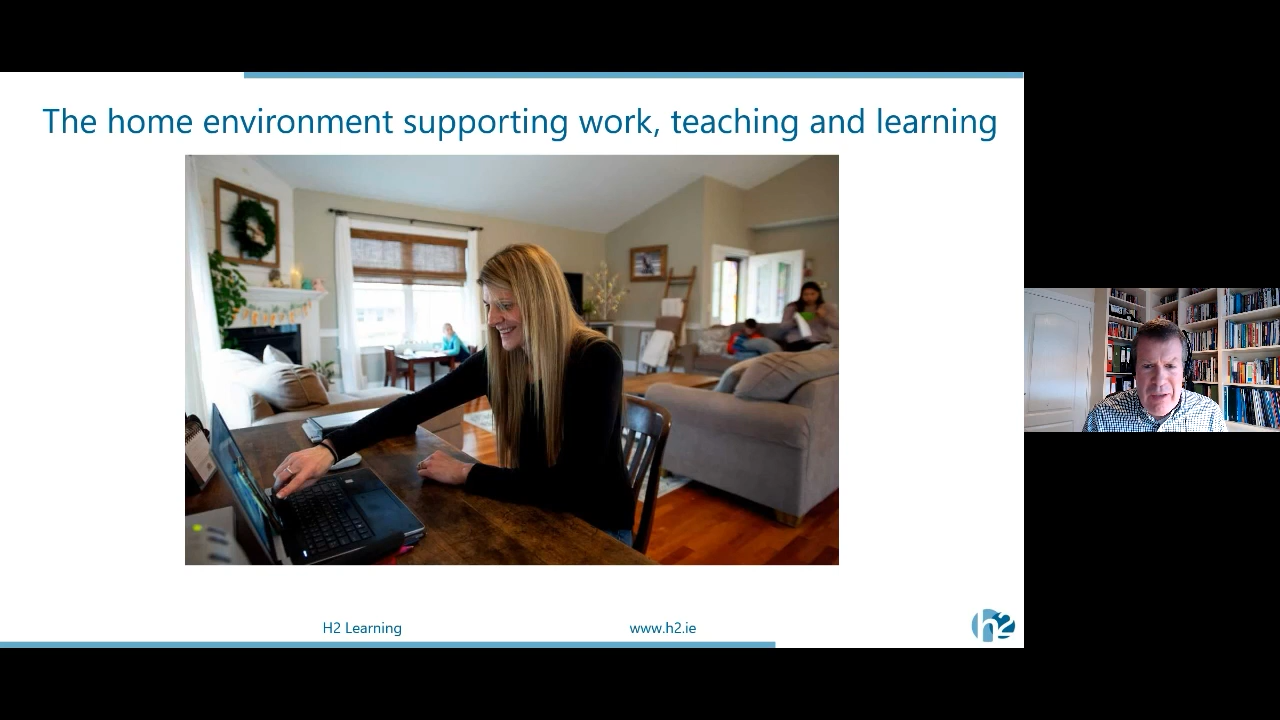 The home environment supporting work, teaching and learning
H2 Learning
www.h2.ie
h2